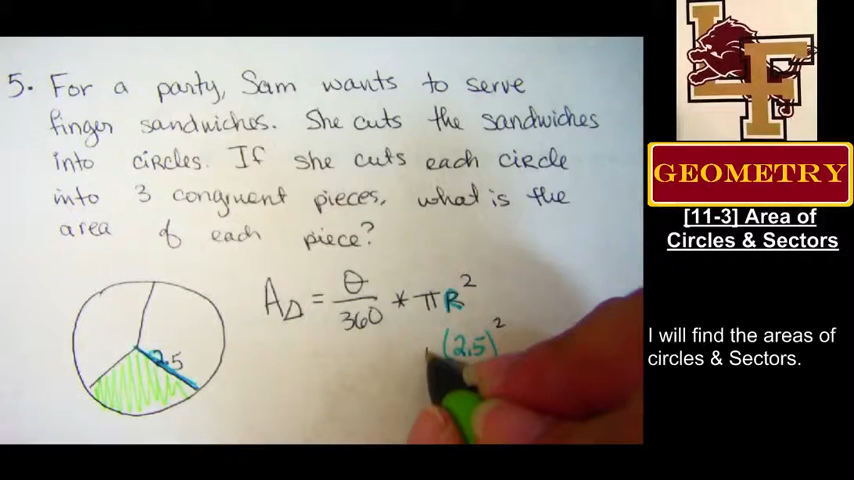 5. For a party, Sam wants to serve
finger sandwiches. She cuts the sandwiches
into circles. If she cuts each circle
into 3 congruent pieces, what is the
area of each piece?
2.5
A△ = θ/360 * πR²
(2.5)²
LF
GEOMETRY
[11-3] Area of
Circles & Sectors
I will find the areas of
circles & Sectors.